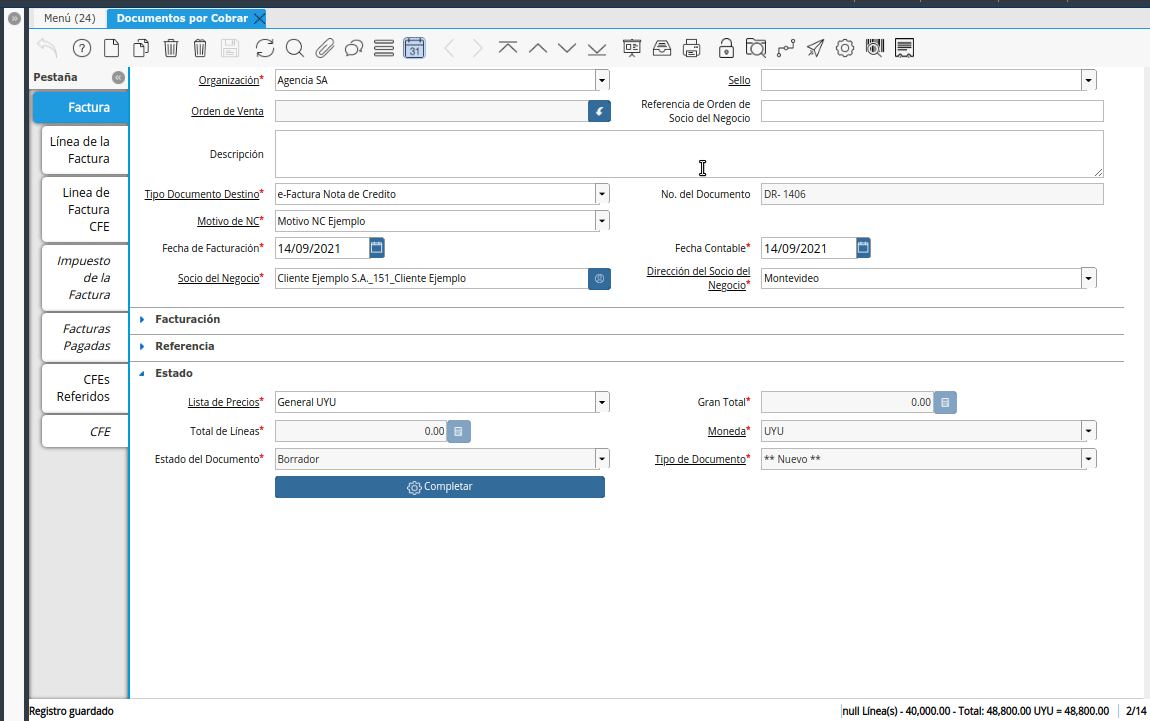 Menú (24)
Documentos por Cobrar
31
Pestaña
Factura
Línea de la
Factura
Linea de
Factura
CFE
Impuesto
de la
Factura
Facturas
Pagadas
CFEs
Referidos
CFE
Organización* Agencia SA
Sello
Orden de Venta
Referencia de Orden de
Socio del Negocio
Descripción
Tipo Documento Destino* e-Factura Nota de Credito
No. del Documento DR- 1406
Motivo de NC* Motivo NC Ejemplo
Fecha de Facturación* 14/09/2021
Fecha Contable* 14/09/2021
Socio del Negocio* Cliente Ejemplo S.A._151_Cliente Ejemplo
Dirección del Socio del
Negocio* Montevideo
Facturación
Referencia
Estado
Lista de Precios* General UYU
Gran Total* 0.00
Total de Líneas* 0.00
Moneda* UYU
Estado del Documento* Borrador
Tipo de Documento* ** Nuevo **
Completar
Registro guardado
null Línea(s) - 40,000.00 - Total: 48,800.00 UYU = 48,800.00
2/14